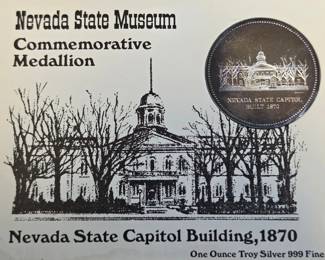 Nevada State Museum
Commemorative
Medallion
NEVADA STATE CAPITOL
BUILT 1870
Nevada State Capitol Building,1870
One Ounce Troy Silver 999 Fine